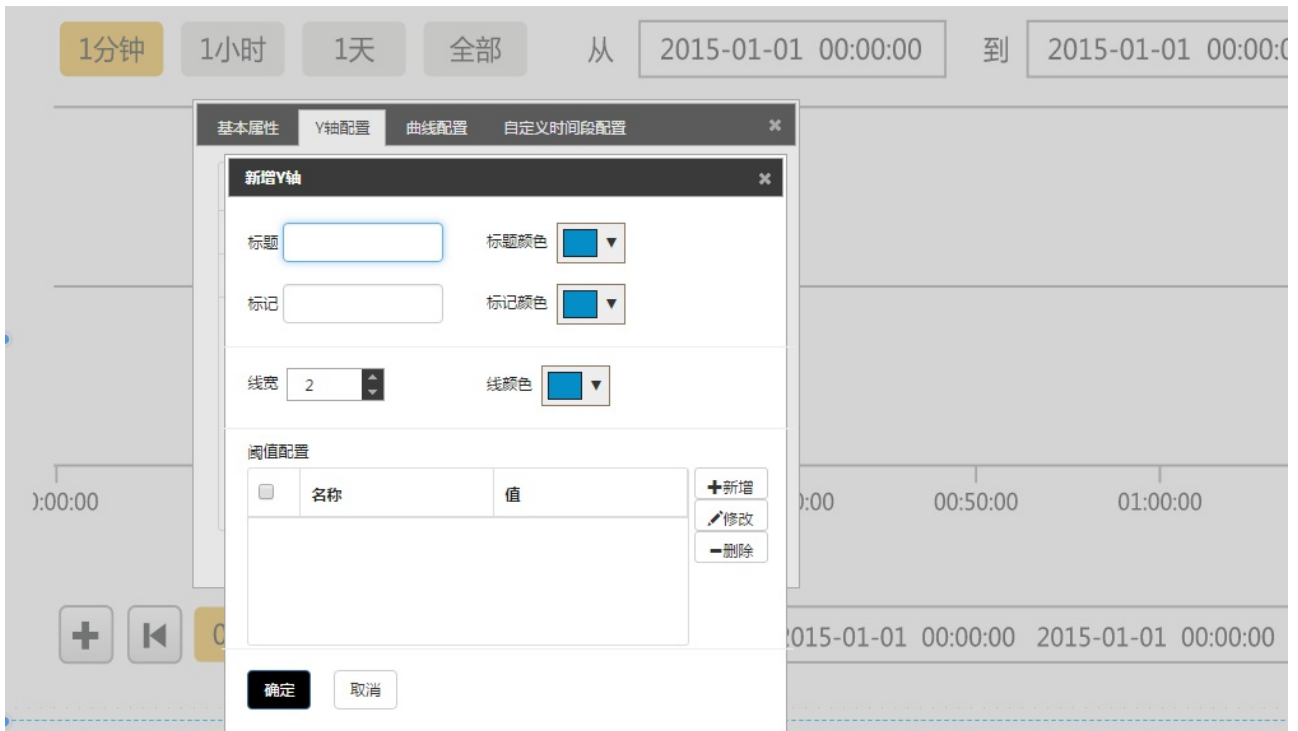 1分钟 1小时 1天 全部 从 2015-01-01 00:00:00 到 2015-01-01 00:00:0
基本属性 Y轴配置 曲线配置 自定义时间段配置
新增Y轴
标题 标题颜色
标记 标记颜色
线宽 2 线颜色
阈值配置
名称 值 新增
修改
删除
0:00:00 0:00 00:50:00 01:00:00
2015-01-01 00:00:00 2015-01-01 00:00:00
确定 取消